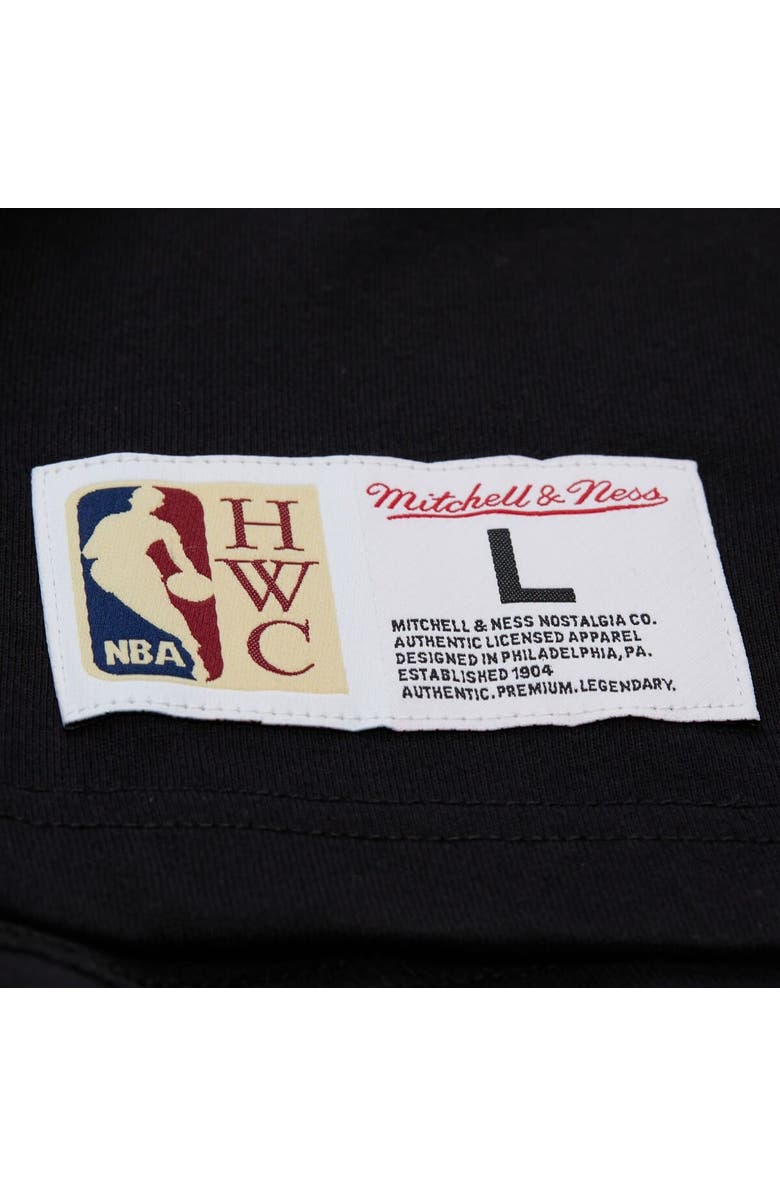 NBA
H
W
C
Mitchell & Ness
L
MITCHELL & NESS NOSTALGIA CO.
AUTHENTIC LICENSED APPAREL
DESIGNED IN PHILADELPHIA, PA.
ESTABLISHED 1904
AUTHENTIC. PREMIUM. LEGENDARY.